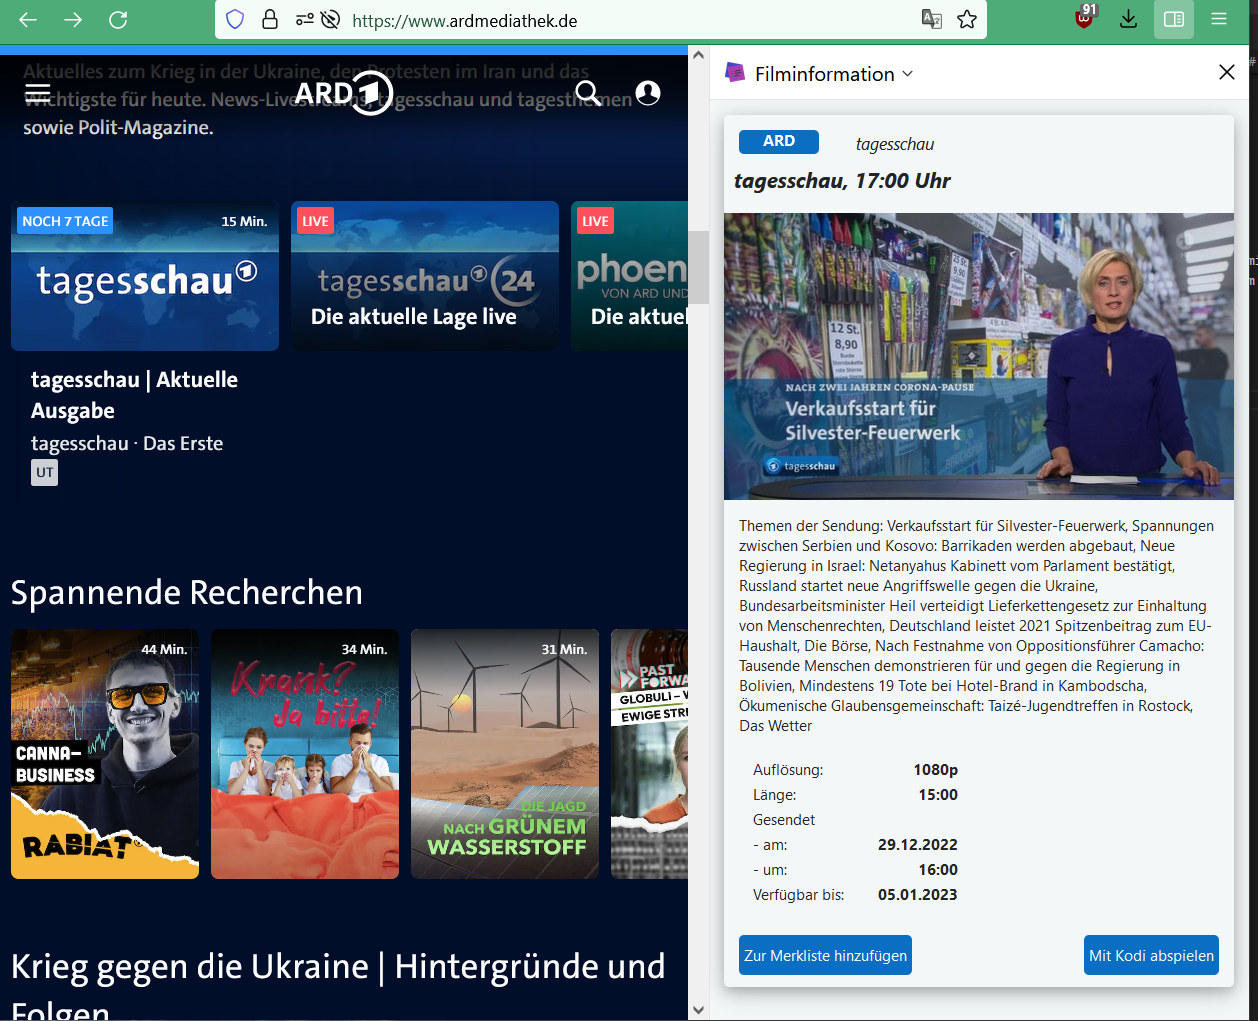 https://www.ardmediathek.de
91
Aktuelles zum Krieg in der Ukraine, den Protesten im Iran und das
Wichtigste für heute. News-Livestreams, tagesschau und tagesthemen
sowie Polit-Magazine.
ARD 1
NOCH 7 TAGE
15 Min.
tagesschau
LIVE
tagesschau 24
Die aktuelle Lage live
LIVE
phoen
VON ARD UND
Die aktuel
tagesschau | Aktuelle
Ausgabe
tagesschau · Das Erste
UT
Spannende Recherchen
44 Min.
CANNA-
BUSINESS
RABIAT
34 Min.
Krank?
Ja bitte!
31 Min.
DIE JAGD
NACH GRÜNEM
WASSERSTOFF
PAST
FORWA
GLOBULI –
EWIGE STRE
Krieg gegen die Ukraine | Hintergründe und
Folgen
Filminformation
ARD
tagesschau
tagesschau, 17:00 Uhr
25 St.
9,90
12 St.
8,90
NACH ZWEI JAHREN CORONA-PAUSE
Verkaufsstart für
Silvester-Feuerwerk
tagesschau
Themen der Sendung: Verkaufsstart für Silvester-Feuerwerk, Spannungen
zwischen Serbien und Kosovo: Barrikaden werden abgebaut, Neue
Regierung in Israel: Netanyahus Kabinett vom Parlament bestätigt,
Russland startet neue Angriffswelle gegen die Ukraine,
Bundesarbeitsminister Heil verteidigt Lieferkettengesetz zur Einhaltung
von Menschenrechten, Deutschland leistet 2021 Spitzenbeitrag zum EU-
Haushalt, Die Börse, Nach Festnahme von Oppositionsführer Camacho:
Tausende Menschen demonstrieren für und gegen die Regierung in
Bolivien, Mindestens 19 Tote bei Hotel-Brand in Kambodscha,
Ökumenische Glaubensgemeinschaft: Taizé-Jugendtreffen in Rostock,
Das Wetter
Auflösung: 1080p
Länge: 15:00
Gesendet
- am: 29.12.2022
- um: 16:00
Verfügbar bis: 05.01.2023
Zur Merkliste hinzufügen
Mit Kodi abspielen